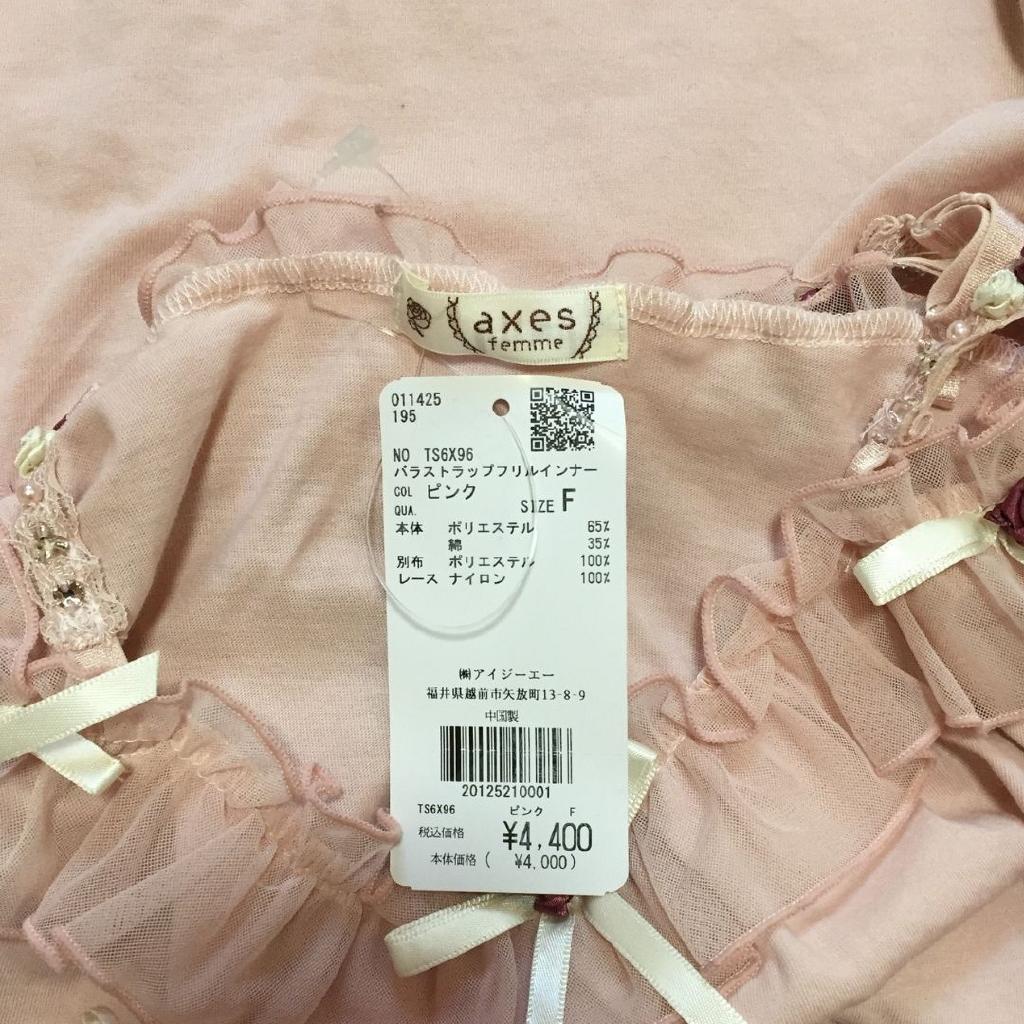 axes
femme
011425
195
NO TS6X96
バラストラップフリルインナー
COL ピンク
QUA. SIZE F
本体 ポリエステル 65%
綿 35%
別布 ポリエステル 100%
レース ナイロン 100%
㈱アイジーエー
福井県越前市矢放町13-8-9
中国製
20125210001
TS6X96 ピンク F
税込価格 ¥4,400
本体価格( ¥4,000)